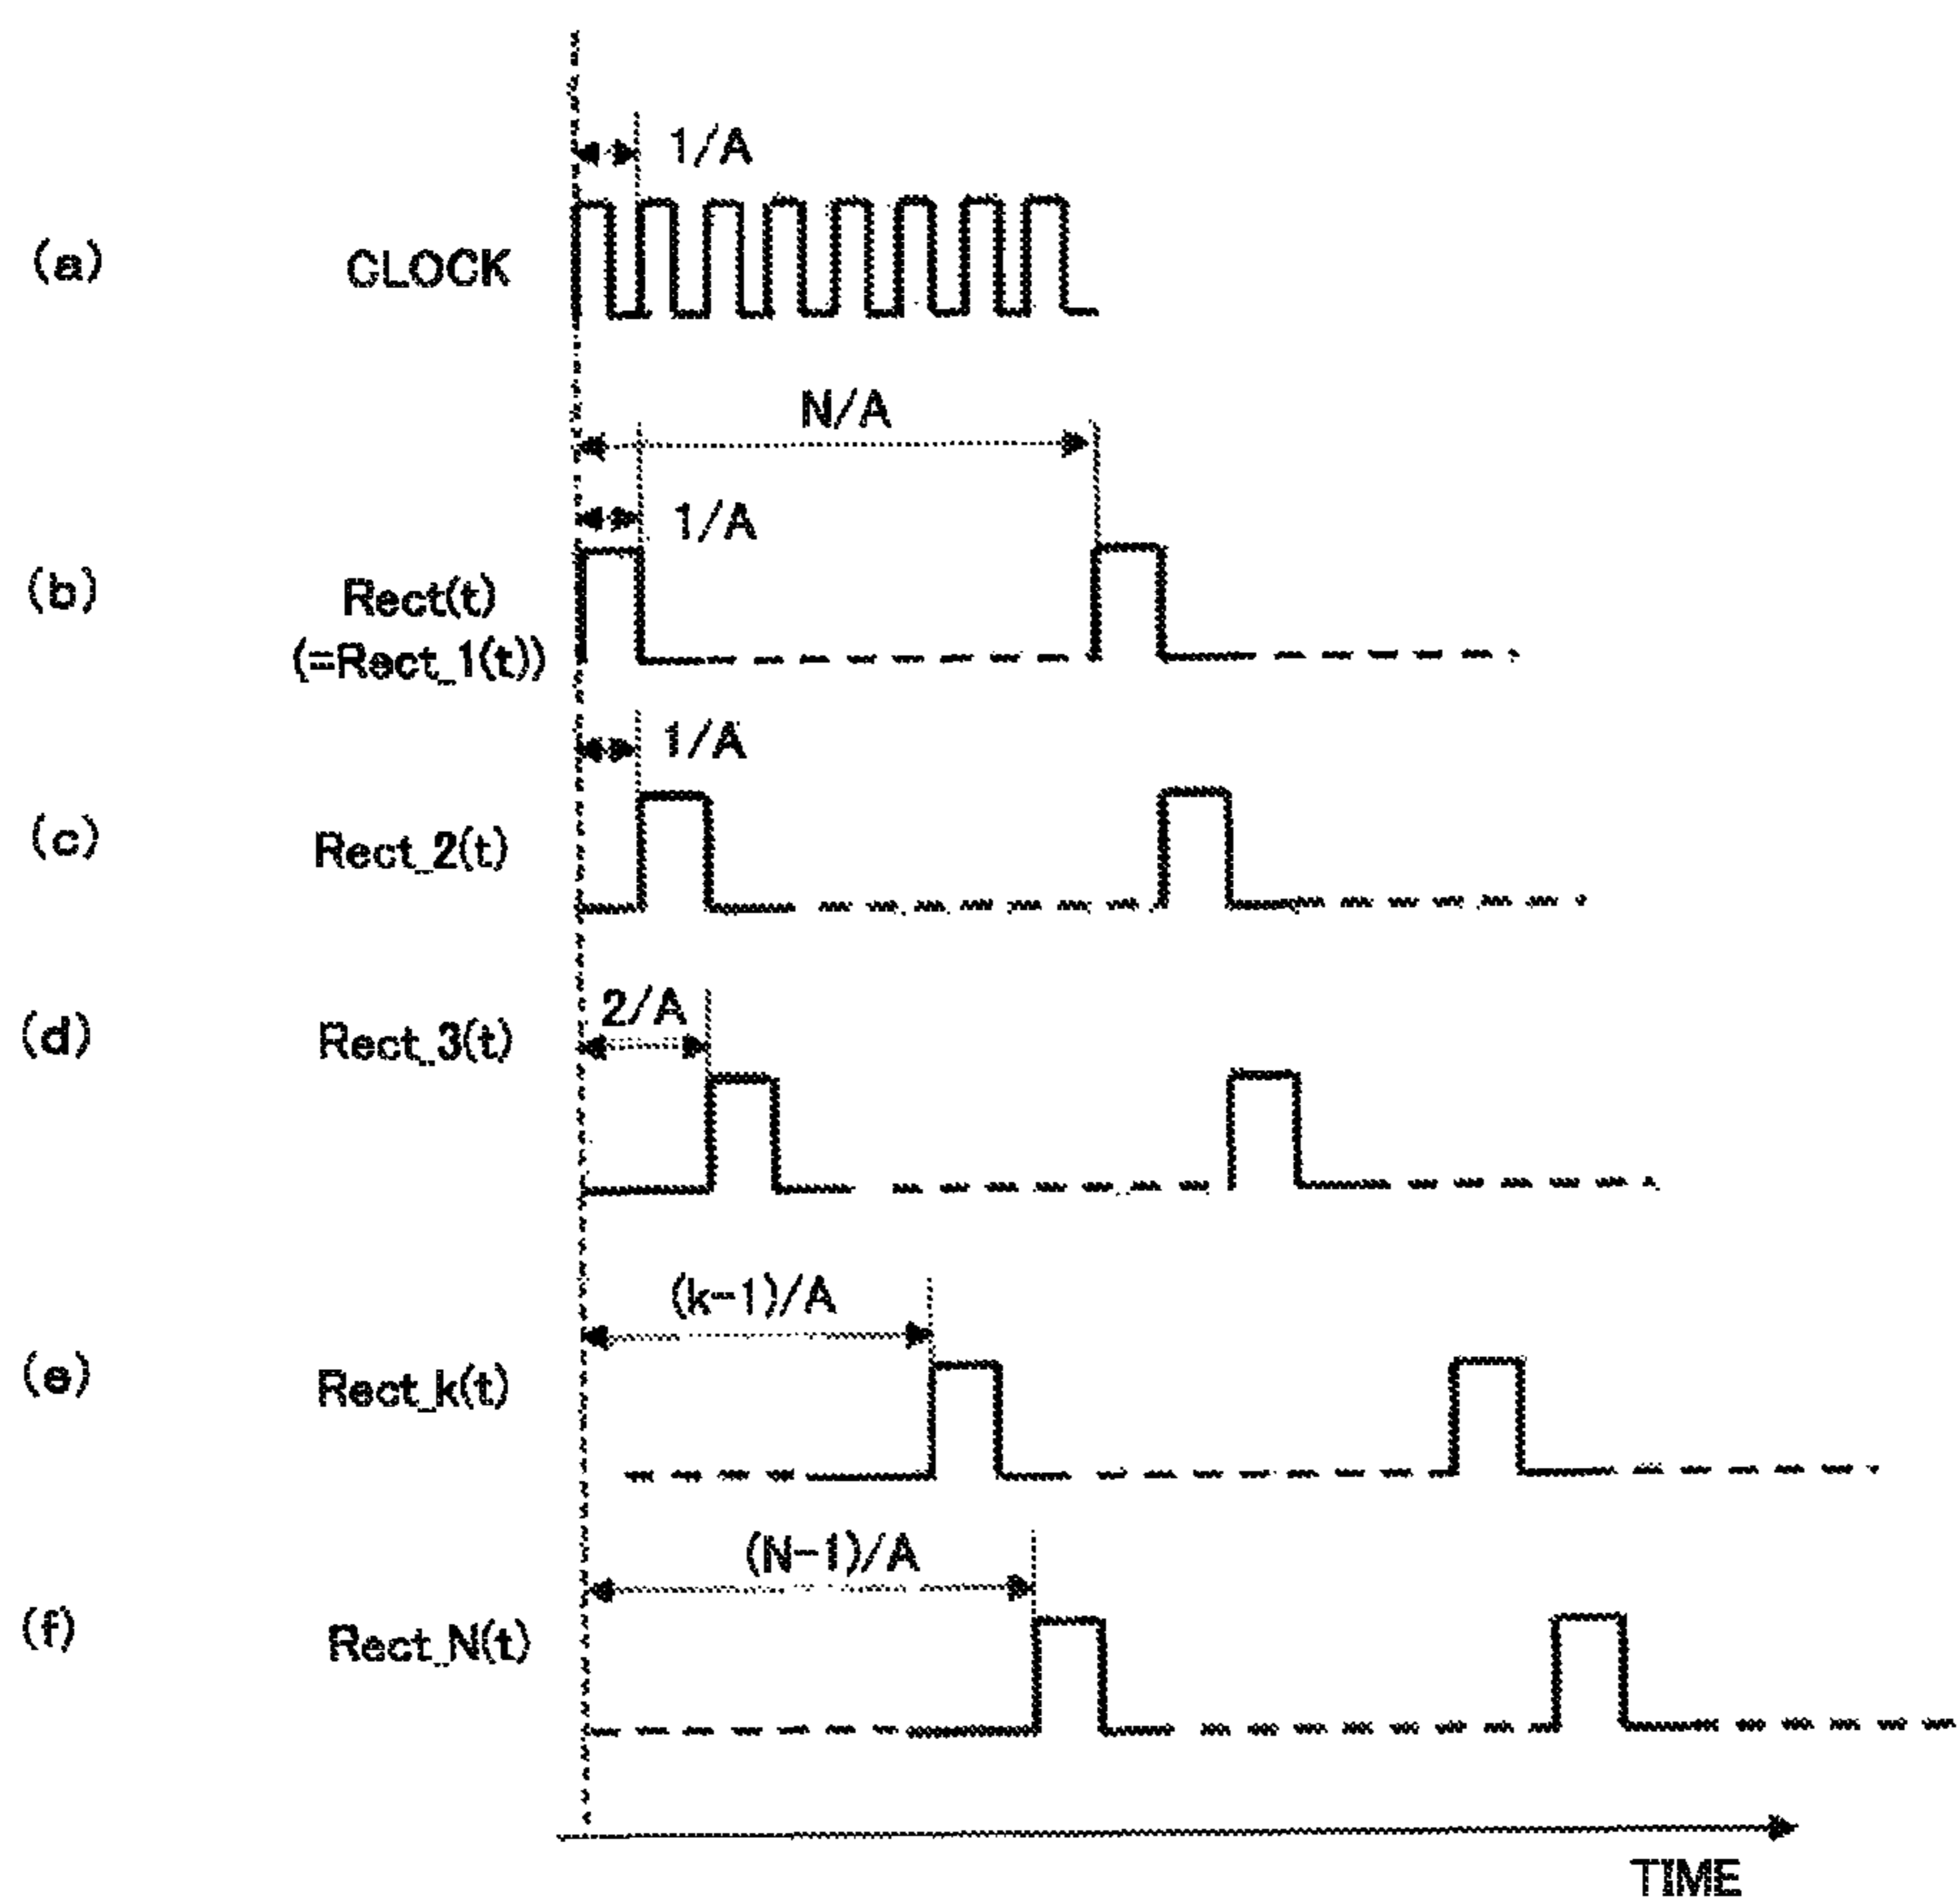 1/A
(a) CLOCK
N/A
1/A
(b) Rect(t)
(=Rect_1(t))
1/A
(c) Rect_2(t)
2/A
(d) Rect_3(t)
(k-1)/A
(e) Rect_k(t)
(N-1)/A
(f) Rect_N(t)
TIME